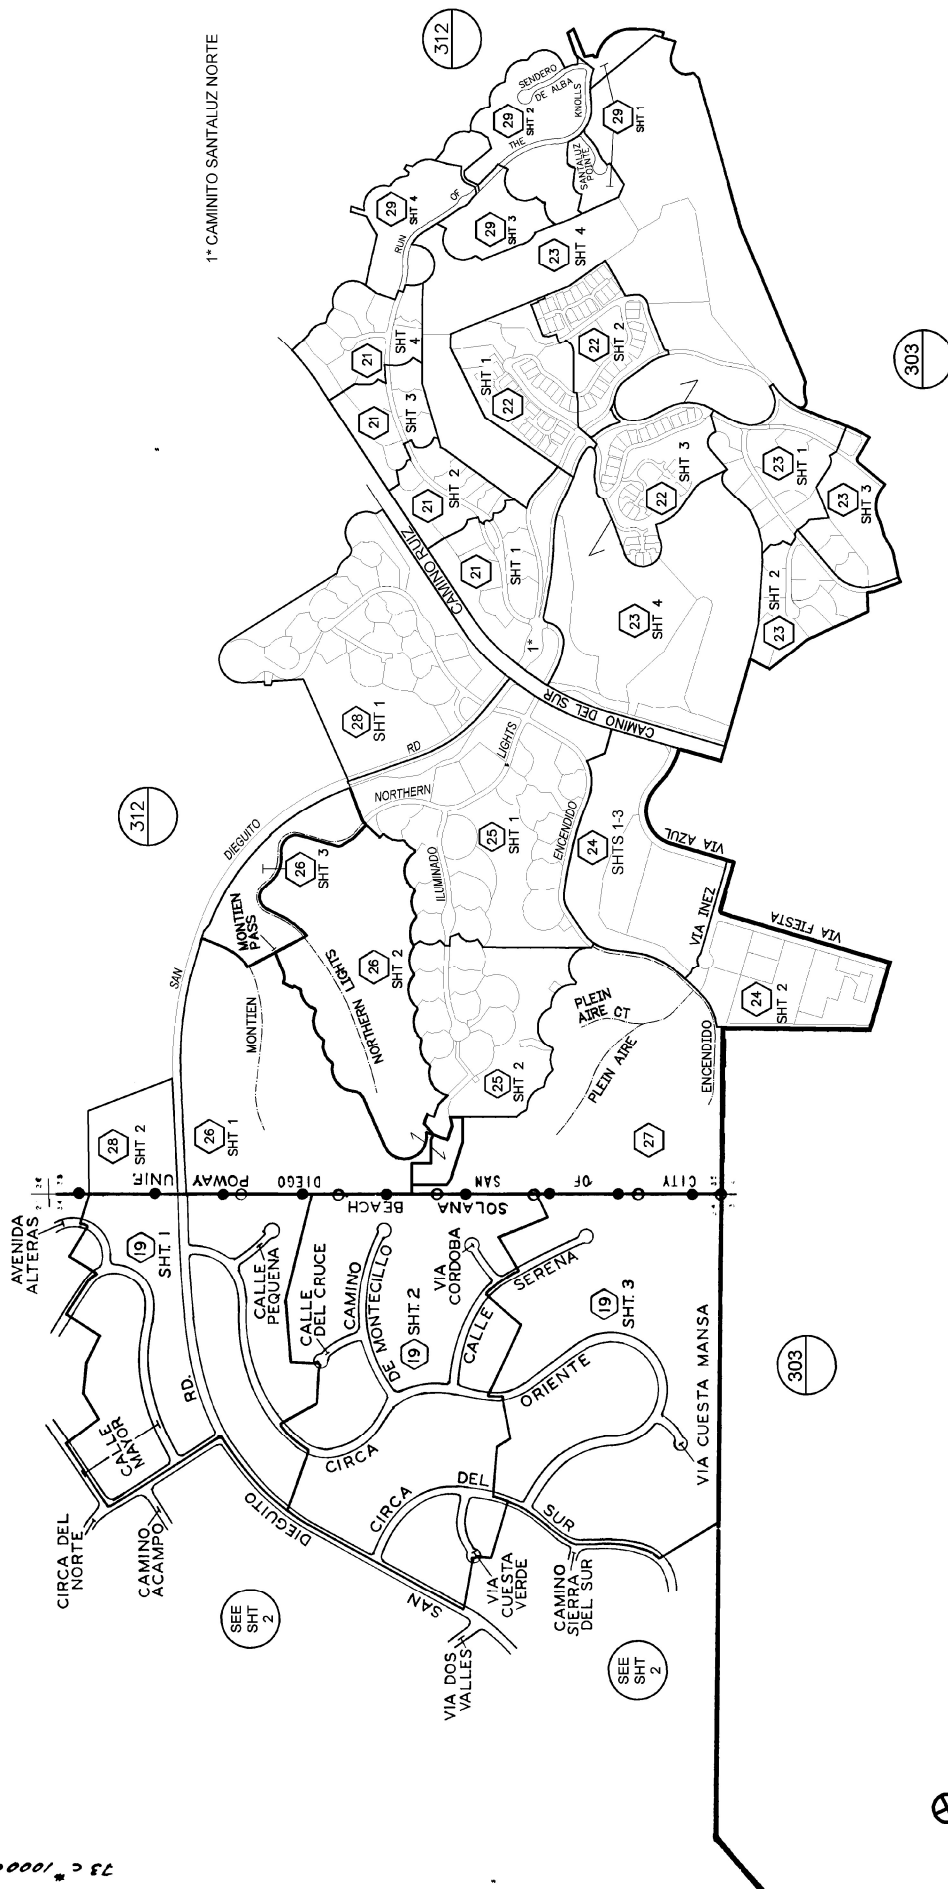 312
1* CAMINITO SANTALUZ NORTE
SENDERO
DE ALBA
29
SHT 2
KNOLLS
THE
29
SHT 1
SANTALUZ
POINTE
29
SHT 4
OF
RUN
29
SHT 3
23
SHT 4
21
SHT
4
22
SHT 2
SHT 1
22
303
21
SHT 3
21
SHT 2
SHT 3
22
23
SHT 1
23
SHT 3
CAMINO RUIZ
21
SHT 1
SHT 2
23
23
SHT 4
1*
28
SHT 1
CAMINO DEL SUR
RD
LIGHTS
NORTHERN
312
DIEGUITO
25
SHT 1
ENCENDIDO
24
SHTS 1-3
VIA AZUL
26
SHT 3
ILUMINADO
MONTIEN
PASS
VIA INEZ
VIA FIESTA
26
SHT 2
NORTHERN LIGHTS
SAN
MONTIEN
PLEIN
AIRE CT
24
SHT 2
PLEIN AIRE
ENCENDIDO
25
SHT 2
28
SHT 2
26
SHT 1
27
UNIF.
POWAY
DIEGO
SAN
OF
CITY
BEACH
SOLANA
AVENIDA
ALTERAS
19
SHT. 1
CALLE
PEQUENA
CALLE
DEL CRUCE
CAMINO
DE MONTECILLO
VIA
CORDOBA
SERENA
CALLE
19
SHT. 2
19
SHT. 3
303
VIA CUESTA MANSA
RD.
ORIENTE
CALLE
MAYOR
CIRCA
DEL
CIRCA
SUR
CIRCA DEL
NORTE
CAMINO
ACAMPO
DIEGUITO
SAN
VIA
CUESTA
VERDE
CAMINO
SIERRA
DEL SUR
SEE
SHT
2
VIA DOS
VALLES
SEE
SHT
2